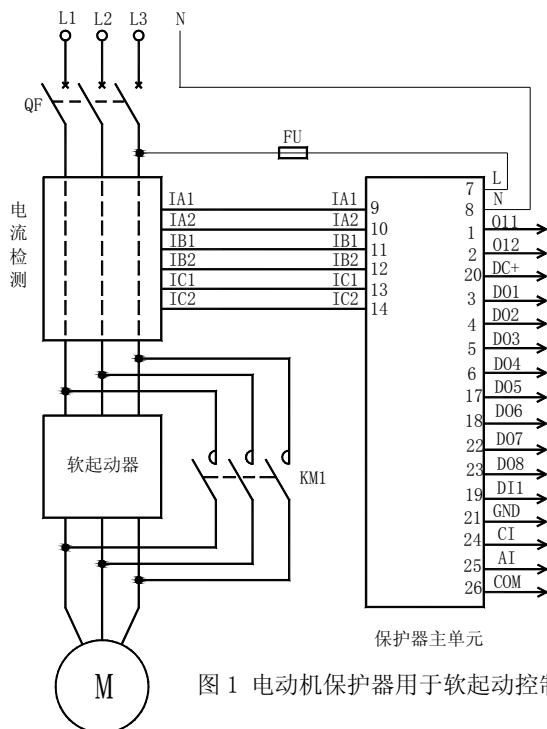 L1 L2 L3 N
QF
FU
电流检测
IA1 IA1
IA2 IA2
IB1 IB1
IB2 IB2
IC1 IC1
IC2 IC2
7 L
8 N
9
10
11
12
13
14
1 O11
2 O12
20 DC+
3 DO1
4 DO2
5 DO3
6 DO4
17 DO5
18 DO6
22 DO7
23 DO8
19 DI1
21 GND
24 CI
25 AI
26 COM
软起动器
KM1
保护器主单元
M
图 1 电动机保护器用于软起动控制